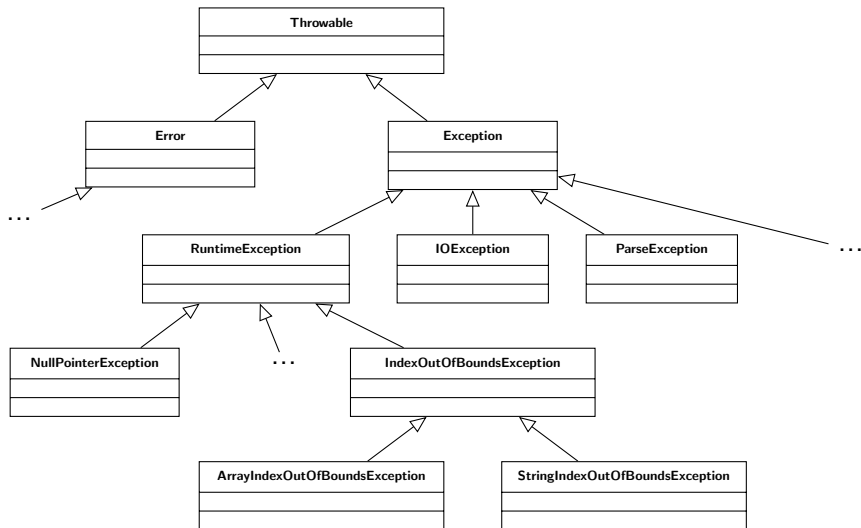 Throwable
Error
Exception
...
RuntimeException
IOException
ParseException
...
NullPointerException
...
IndexOutOfBoundsException
ArrayIndexOutOfBoundsException
StringIndexOutOfBoundsException